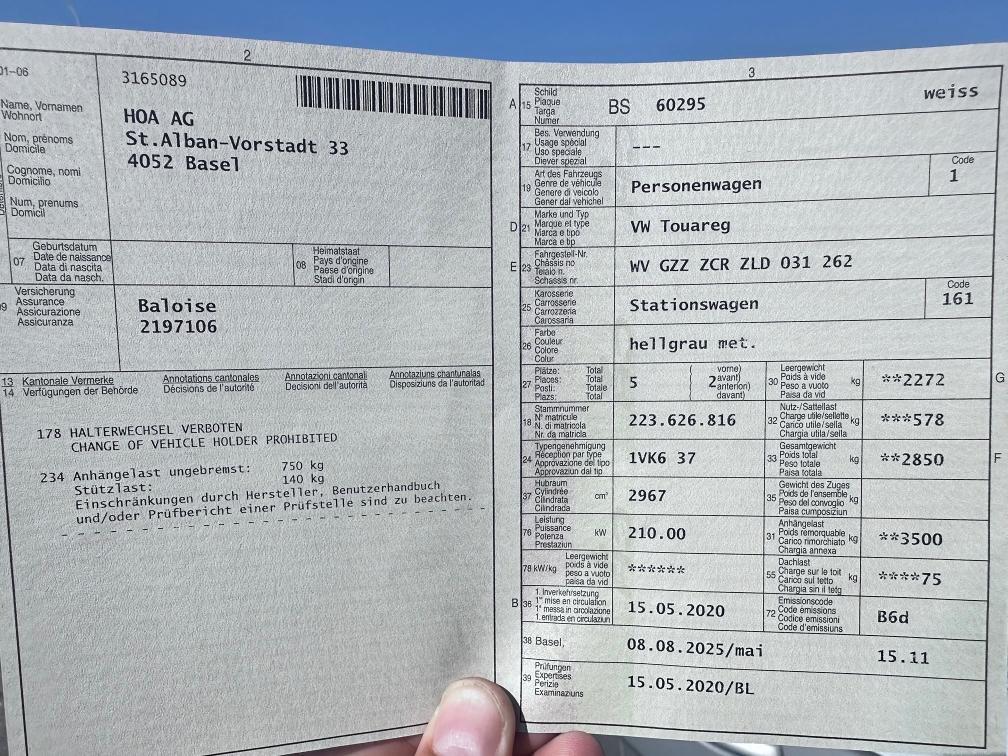 2
01-06
3165089
Name, Vornamen
Wohnort
Nom, prénoms
Domicile
Cognome, nomi
Domicilio
Num, prenums
Domicil
HOA AG
St.Alban-Vorstadt 33
4052 Basel
07
Geburtsdatum
Date de naissance
Data di nascita
Data da nasch.
08
Heimatstaat
Pays d'origine
Paese d'origine
Stadi d'origin
09
Versicherung
Assurance
Assicurazione
Assicuranza
Baloise
2197106
13 Kantonale Vermerke Annotations cantonales Annotazioni cantonali Annotaziuns chantunalas
14 Verfügungen der Behörde Décisions de l'autorité Decisioni dell'autorità Disposiziuns da l'autoritad
178 HALTERWECHSEL VERBOTEN
CHANGE OF VEHICLE HOLDER PROHIBITED
234 Anhängelast ungebremst: 750 kg
Stützlast: 140 kg
Einschränkungen durch Hersteller, Benutzerhandbuch
und/oder Prüfbericht einer Prüfstelle sind zu beachten.
3
A 15
Schild
Plaque
Targa
Numer
BS 60295 weiss
17
Bes. Verwendung
Usage spécial
Uso speciale
Diever spezial
---
19
Art des Fahrzeugs
Genre de véhicule
Genere di veicolo
Gener dal vehichel
Personenwagen
Code
1
D 21
Marke und Typ
Marque et type
Marca e tipo
Marca e tip
VW Touareg
E 23
Fahrgestell-Nr.
Châssis no
Telaio n.
Schassis nr.
WV GZZ ZCR ZLD 031 262
25
Karosserie
Carrosserie
Carrozzeria
Carossaria
Stationswagen
Code
161
26
Farbe
Couleur
Colore
Colur
hellgrau met.
27
Plätze: Total
Places: Total
Posti: Totale
Plazs: Total
5
2
vorne)
avant)
anterion)
davant)
30
Leergewicht
Poids à vide
Peso a vuoto
Paisa da vid
kg
**2272
G
18
Stammnummer
N° matricule
N. di matricola
Nr. da matricla
223.626.816
32
Nutz-/Sattellast
Charge utile/sellette
Carico utile/sella
Chargia utila/sella
kg
***578
24
Typengenehmigung
Réception par type
Approvazione del tipo
Approvaziun dal tip
1VK6 37
33
Gesamtgewicht
Poids total
Peso totale
Paisa totala
kg
**2850
F
37
Hubraum
Cylindrée
Cilindrata
Cilindrada
cm³
2967
35
Gewicht des Zuges
Poids de l'ensemble
Peso del convoglio
Paisa cumposiziun
kg
76
Leistung
Puissance
Potenza
Prestaziun
kW
210.00
31
Anhängelast
Poids remorquable
Carico rimorchiato
Chargia annexa
kg
**3500
78 kW/kg
Leergewicht
poids à vide
peso a vuoto
paisa da vid
******
55
Dachlast
Charge sur le toit
Carico sul tetto
Chargia sin il tetg
kg
****75
B 36
1. Inverkehrsetzung
1re mise en circulation
1a messa in circolazione
1. entrada en circulaziun
15.05.2020
72
Emissionscode
Code émissions
Codice emissioni
Code d'emissiuns
B6d
38 Basel,
08.08.2025/mai 15.11
39
Prüfungen
Expertises
Perizie
Examinaziuns
15.05.2020/BL